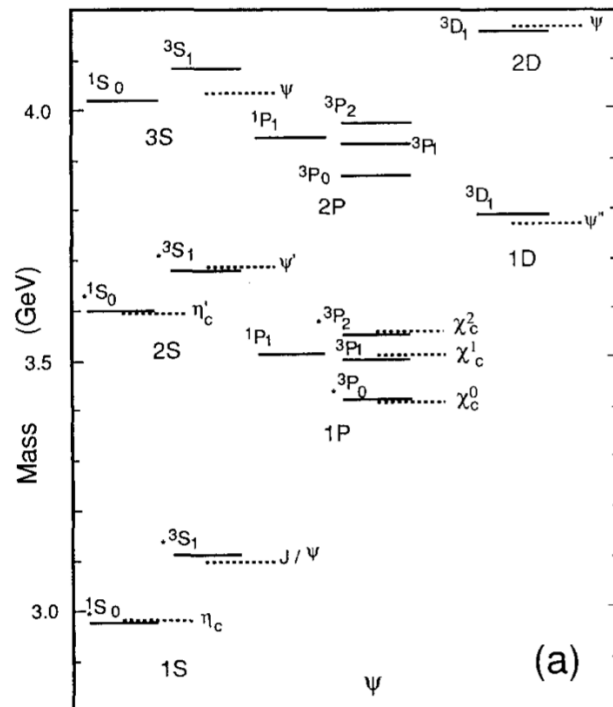 ³D₁ ψ
2D
³S₁
¹S₀ ψ
4.0
3S
¹P₁ ³P₂
³P₁
³P₀
2P
³D₁
ψ"
1D
³S₁ ψ'
¹S₀
η'c
2S
³P₂ χ²c
¹P₁ ³P₁ χ¹c
3.5
³P₀ χ⁰c
1P
³S₁
J/ψ
3.0
¹S₀ ηc
1S
ψ
(a)
Mass (GeV)